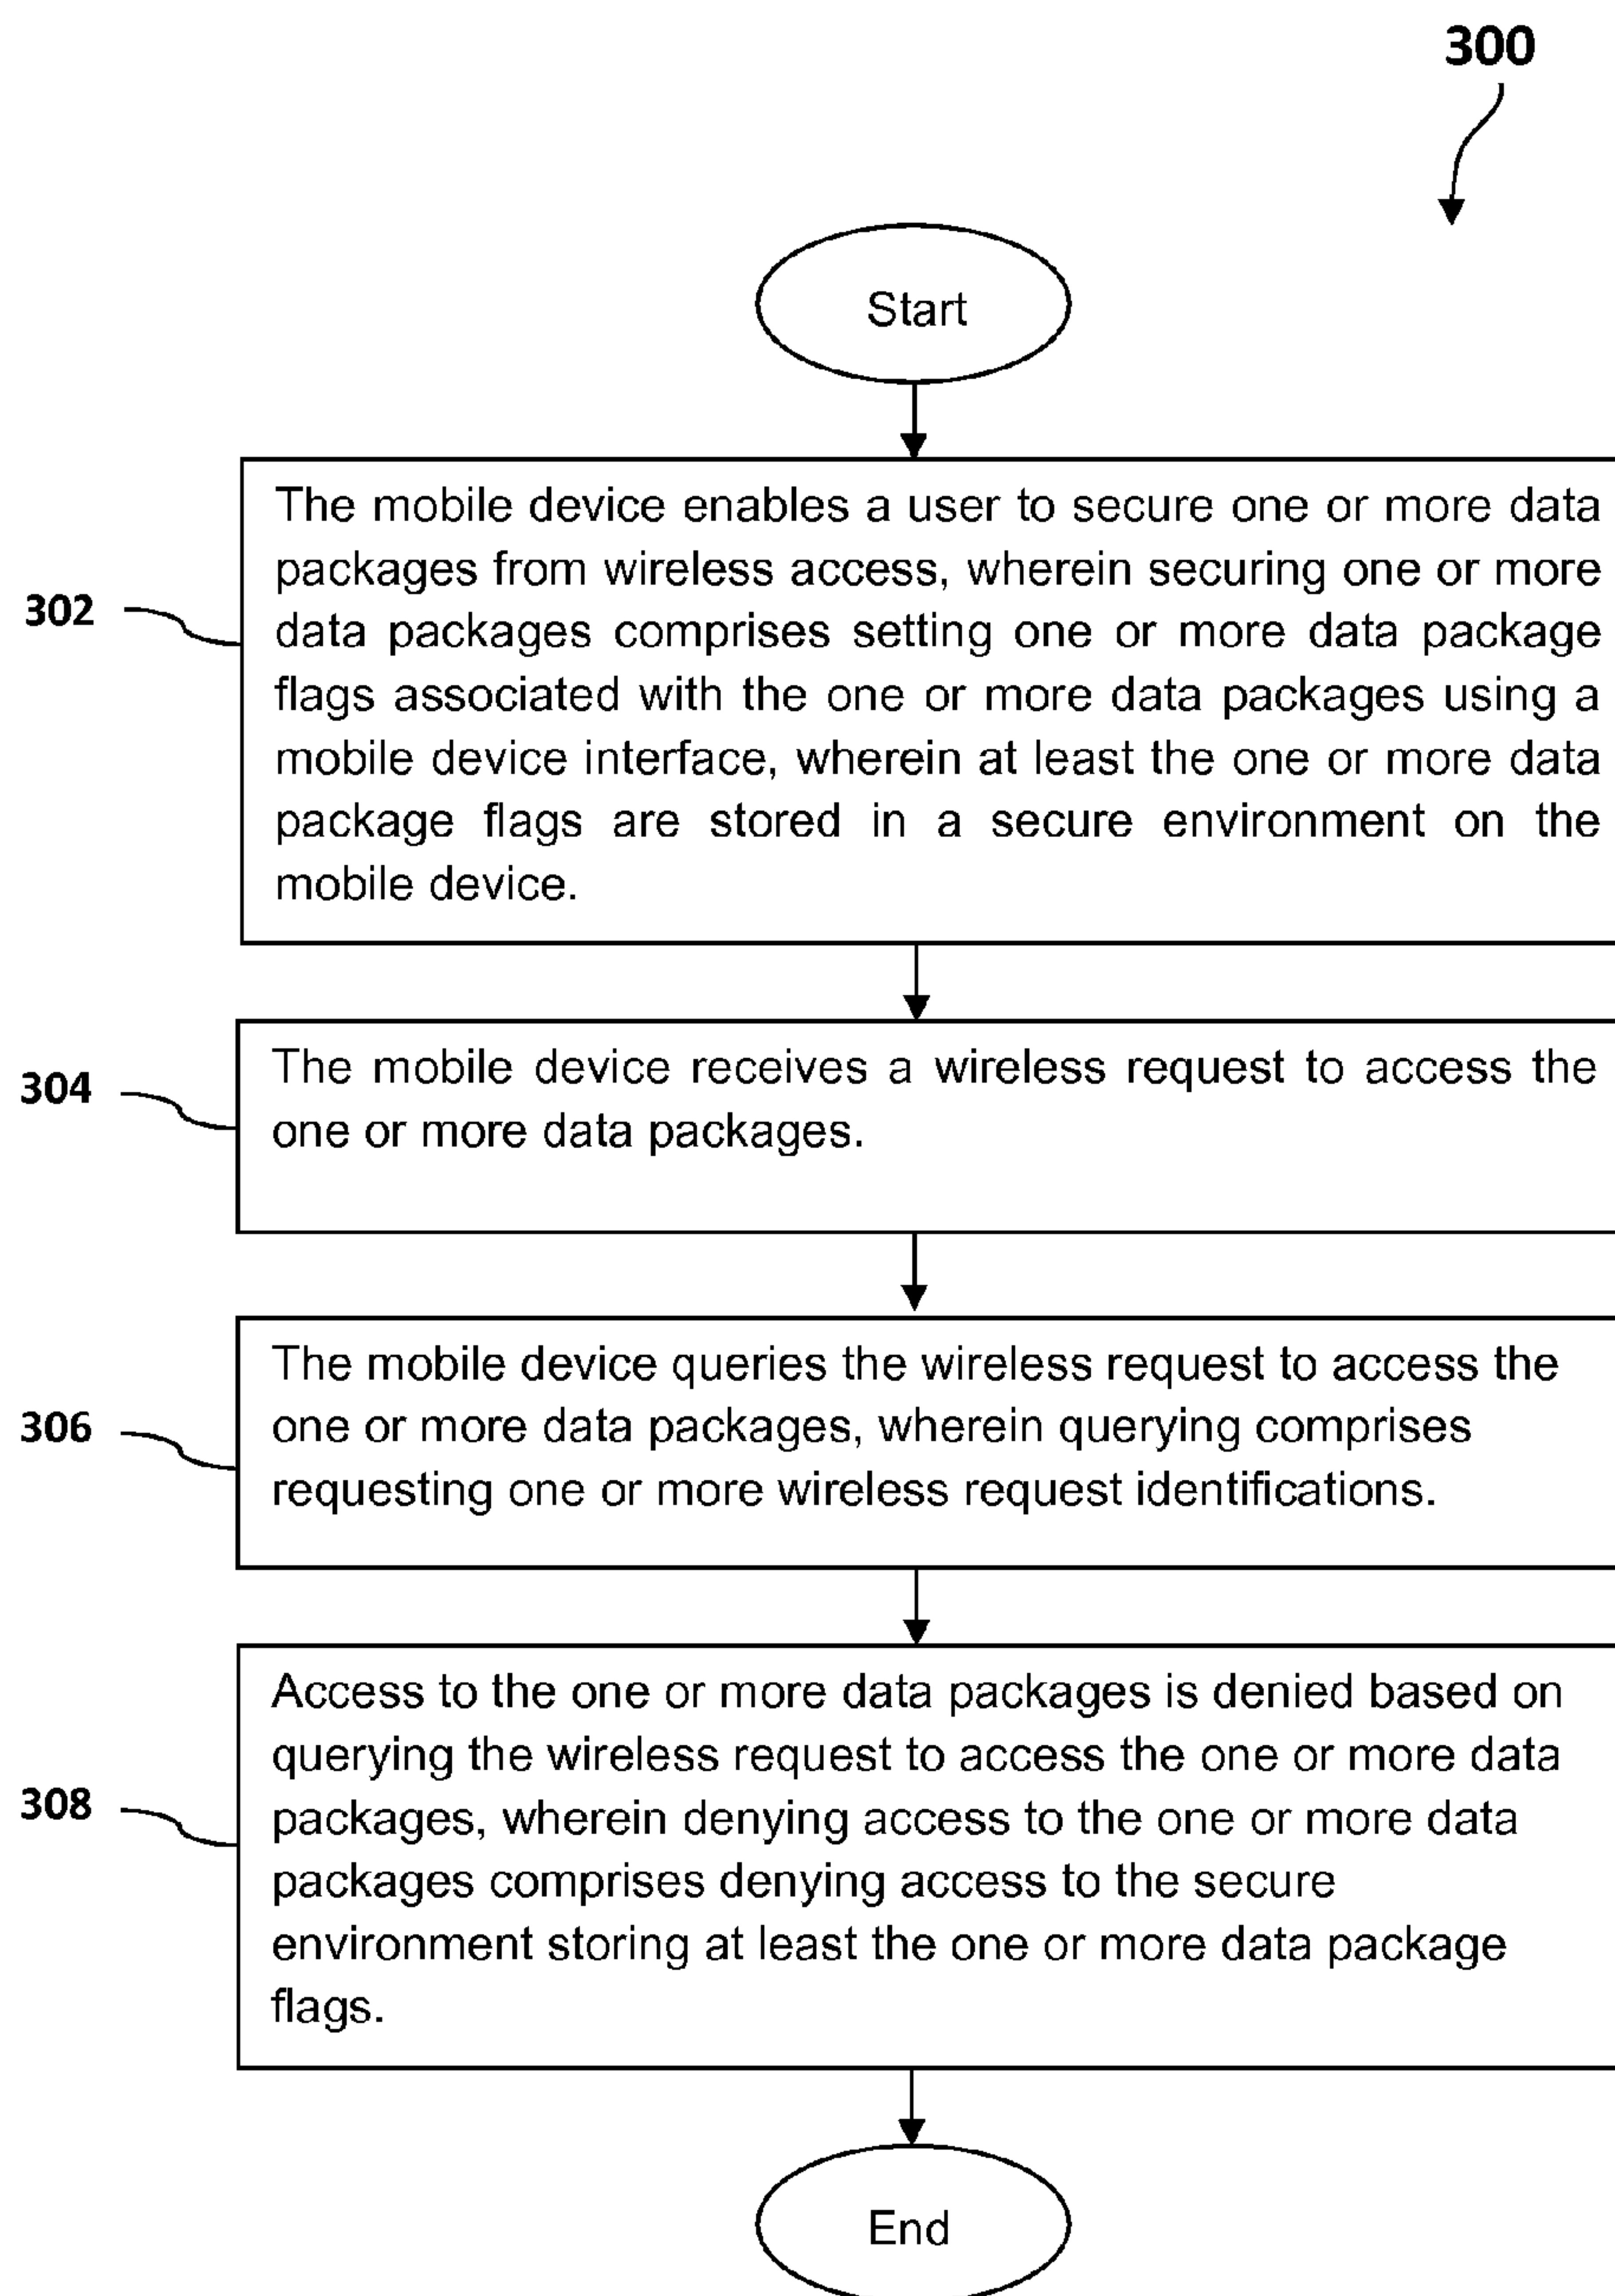 300
Start
302
The mobile device enables a user to secure one or more data
packages from wireless access, wherein securing one or more
data packages comprises setting one or more data package
flags associated with the one or more data packages using a
mobile device interface, wherein at least the one or more data
package flags are stored in a secure environment on the
mobile device.
304
The mobile device receives a wireless request to access the
one or more data packages.
306
The mobile device queries the wireless request to access the
one or more data packages, wherein querying comprises
requesting one or more wireless request identifications.
308
Access to the one or more data packages is denied based on
querying the wireless request to access the one or more data
packages, wherein denying access to the one or more data
packages comprises denying access to the secure
environment storing at least the one or more data package
flags.
End